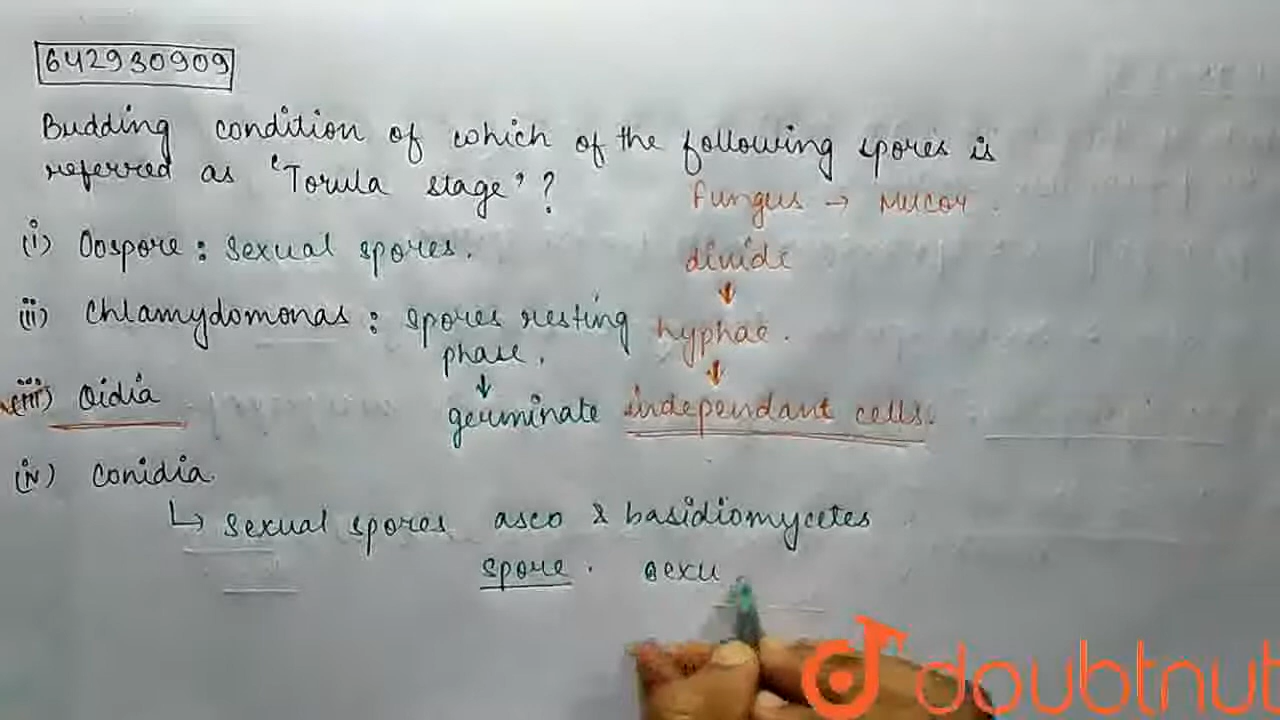 642930909
Budding condition of which of the following spores is
referred as 'Torula stage'?
fungus → Mucor.
(i) Oospore: sexual spores.
divide
(ii) Chlamydomonas: spores resting
phase.
hyphae.
(iii) Oidia
germinate
independant cells.
(iv) Conidia.
sexual spores asco & basidiomycetes
spore. sexu
doubtnut